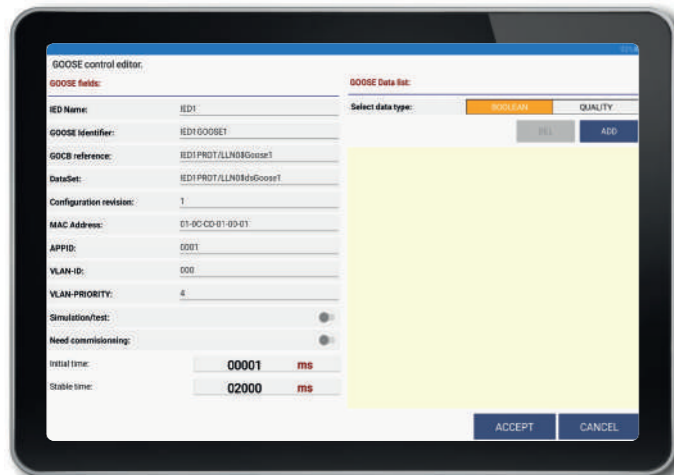 GOOSE control editor.
GOOSE fields:
IED Name: IED1
GOOSE Identifier: IED1GOOSE1
GOCB reference: IED1PROT/LLN0$Goose1
DataSet: IED1PROT/LLN0$dsGoose1
Configuration revision: 1
MAC Address: 01-0C-CD-01-00-01
APPID: 0001
VLAN-ID: 000
VLAN-PRIORITY: 4
Simulation/test:
Need commisionning:
Initial time: 00001 ms
Stable time: 02000 ms
GOOSE Data list:
Select data type: BOOLEAN QUALITY
DEL ADD
ACCEPT CANCEL